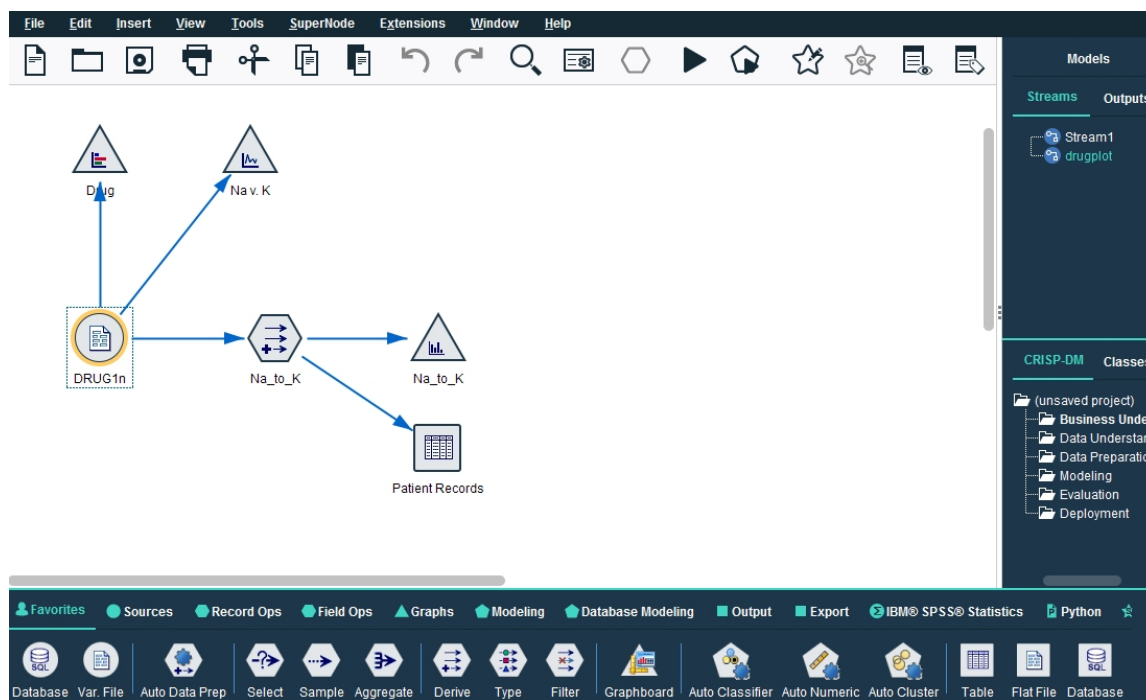 File Edit Insert View Tools SuperNode Extensions Window Help
Models
Streams Outputs
Stream1
drugplot
Drug
Na v. K
DRUG1n
Na_to_K
Na_to_K
Patient Records
CRISP-DM Classes
(unsaved project)
Business Unde
Data Understan
Data Preparatio
Modeling
Evaluation
Deployment
Favorites Sources Record Ops Field Ops Graphs Modeling Database Modeling Output Export IBM® SPSS® Statistics Python
SQL SQL
Database Var. File Auto Data Prep Select Sample Aggregate Derive Type Filter Graphboard Auto Classifier Auto Numeric Auto Cluster Table Flat File Database